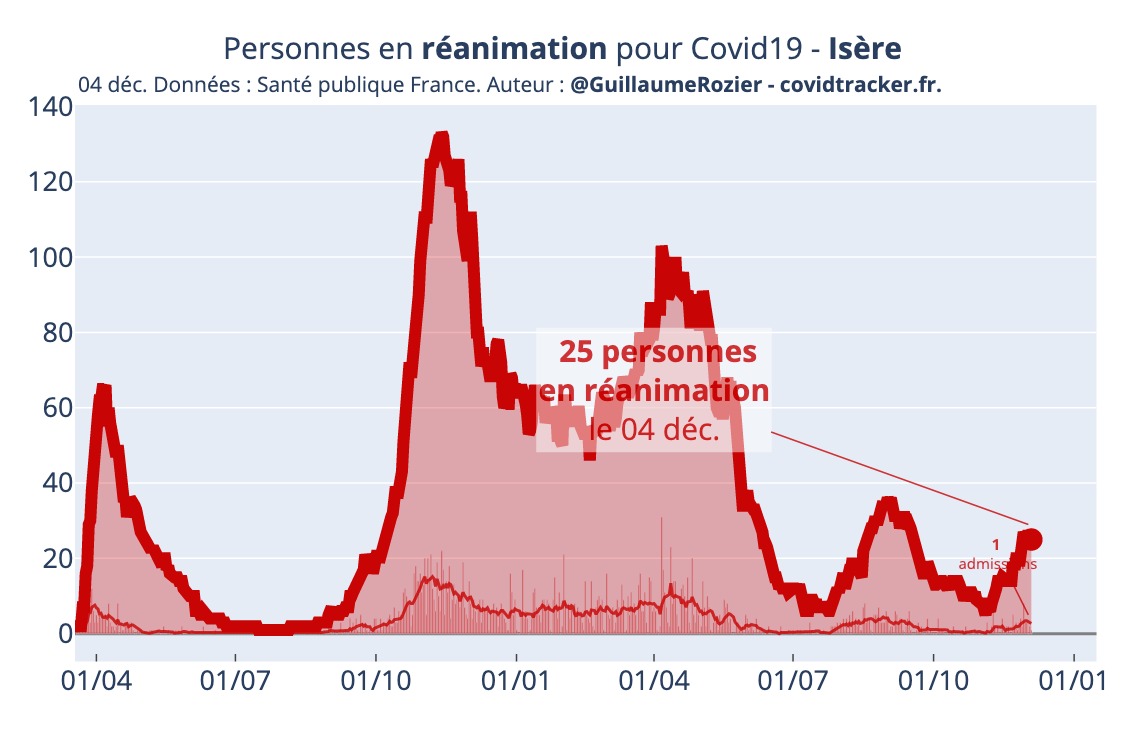 Personnes en réanimation pour Covid19 - Isère
04 déc. Données : Santé publique France. Auteur : @GuillaumeRozier - covidtracker.fr.
140
120
100
80
60
40
20
0
25 personnes
en réanimation
le 04 déc.
1
admissions
01/04 01/07 01/10 01/01 01/04 01/07 01/10 01/01